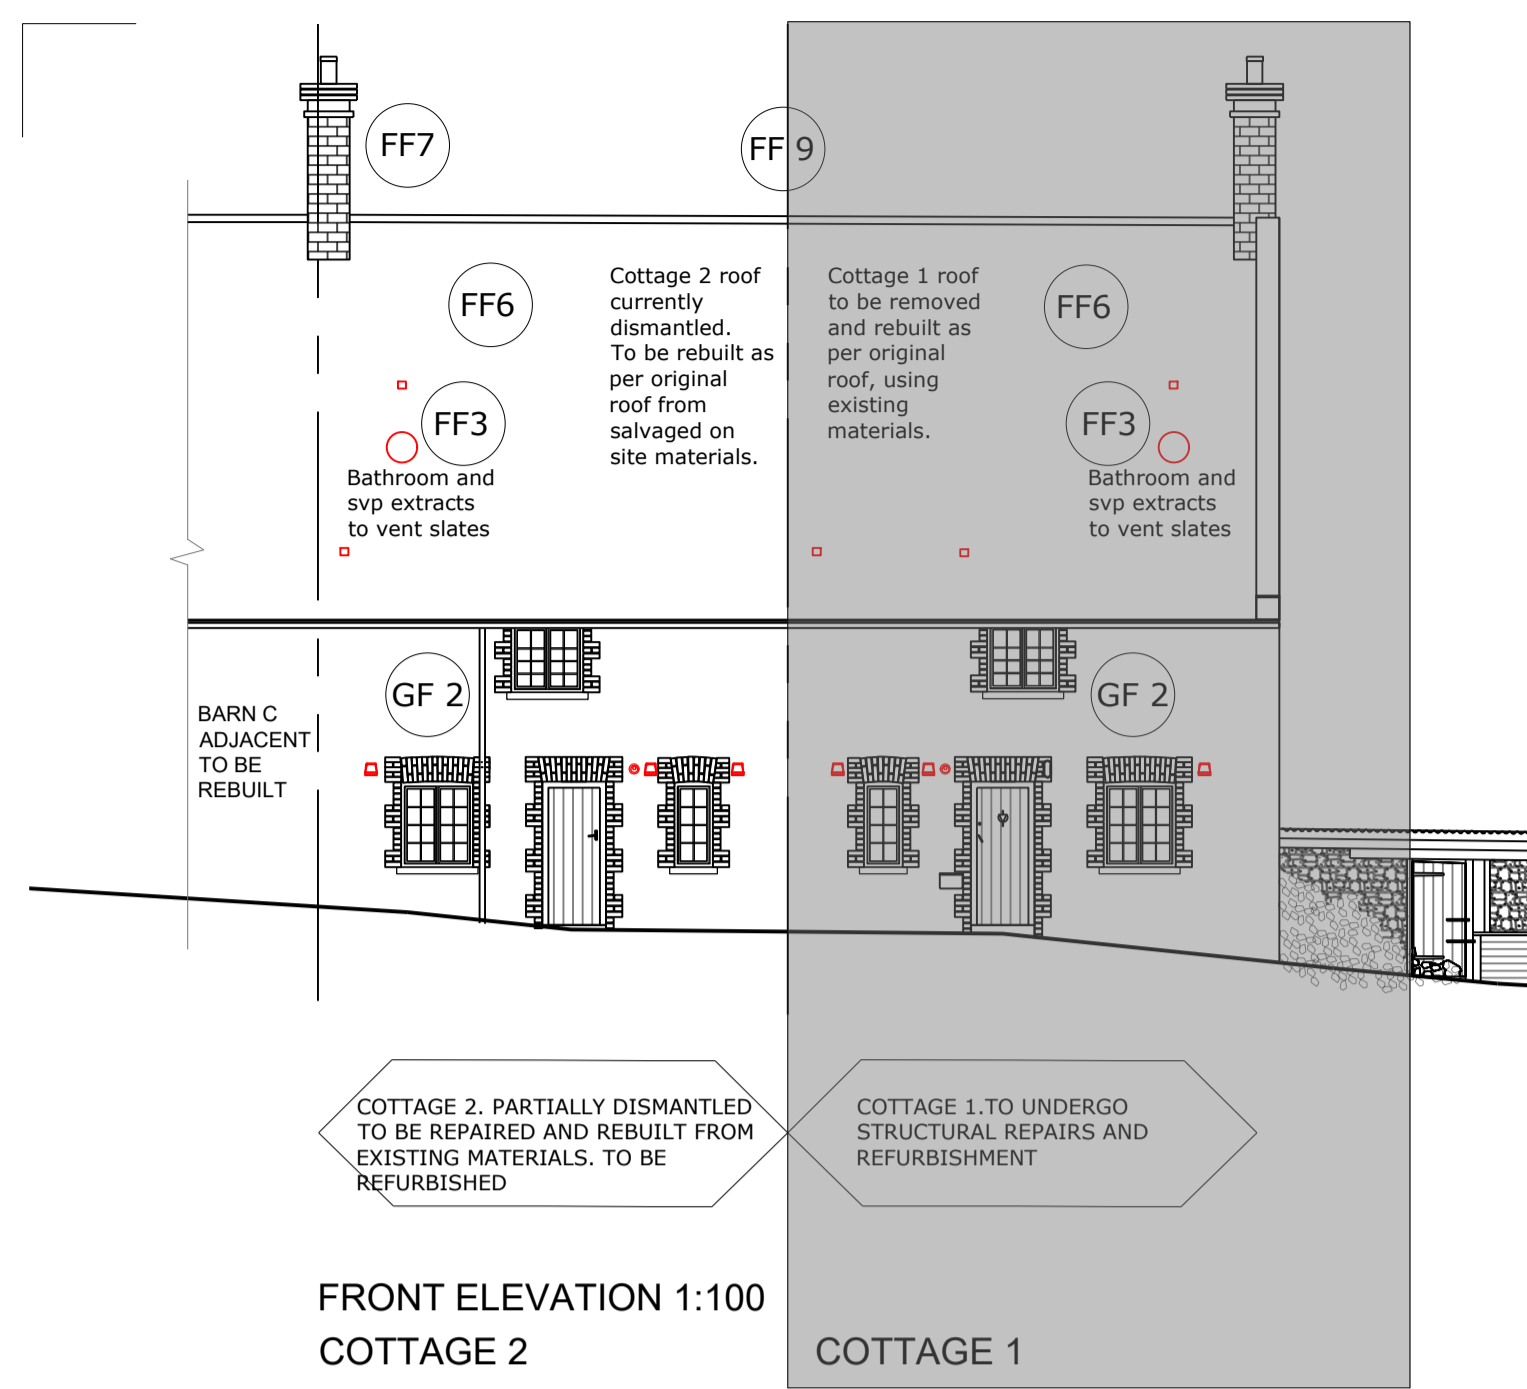 FF7
FF 9
FF6
Cottage 2 roof
currently
dismantled.
To be rebuilt as
per original
roof from
salvaged on
site materials.
Cottage 1 roof
to be removed
and rebuilt as
per original
roof, using
existing
materials.
FF6
FF3
Bathroom and
svp extracts
to vent slates
FF3
Bathroom and
svp extracts
to vent slates
BARN C
ADJACENT
TO BE
REBUILT
GF 2
GF 2
COTTAGE 2. PARTIALLY DISMANTLED
TO BE REPAIRED AND REBUILT FROM
EXISTING MATERIALS. TO BE
REFURBISHED
COTTAGE 1.TO UNDERGO
STRUCTURAL REPAIRS AND
REFURBISHMENT
FRONT ELEVATION 1:100
COTTAGE 2
COTTAGE 1